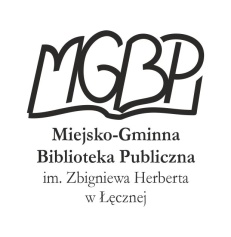 MGBP
Miejsko-Gminna
Biblioteka Publiczna
im. Zbigniewa Herberta
w Łęcznej